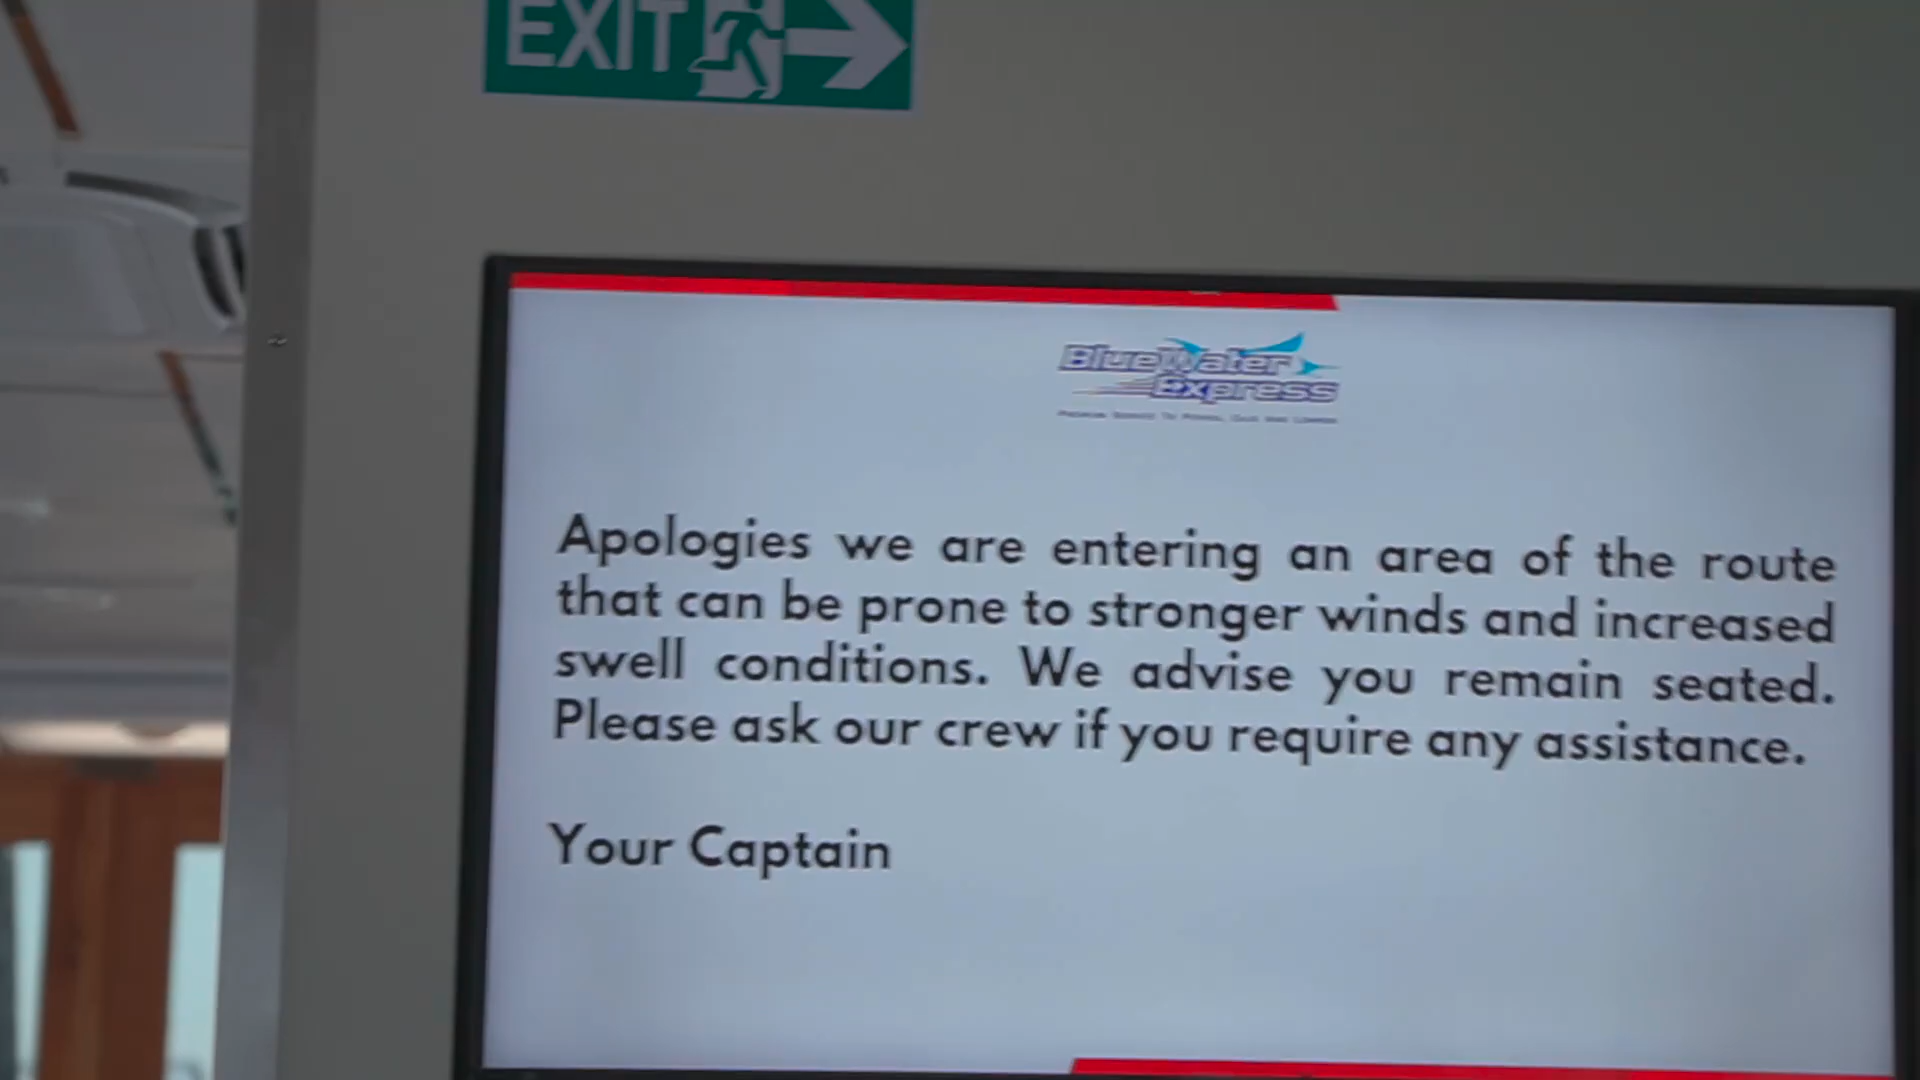 EXIT
BlueWater
Express
Apologies we are entering an area of the route
that can be prone to stronger winds and increased
swell conditions. We advise you remain seated.
Please ask our crew if you require any assistance.
Your Captain